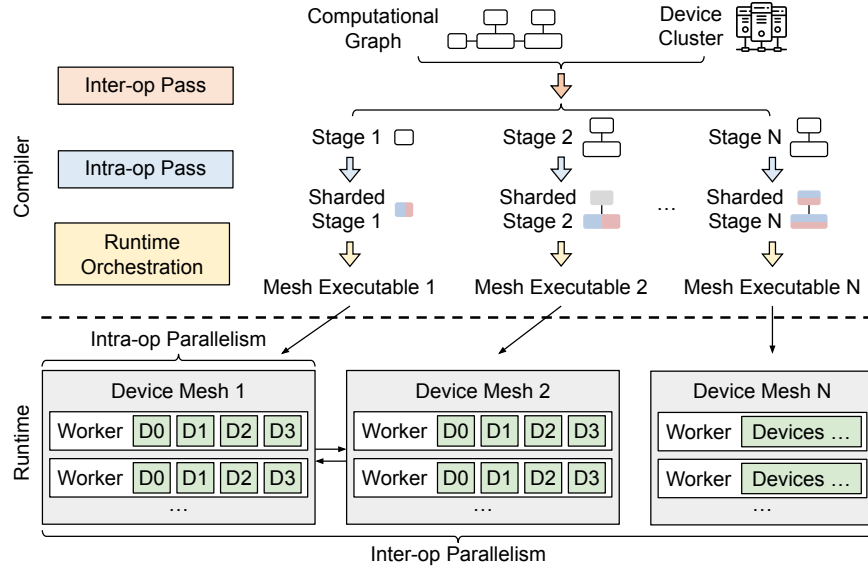 Computational
Graph
Device
Cluster
Compiler
Inter-op Pass
Stage 1
Stage 2
Stage N
Intra-op Pass
Sharded
Stage 1
Sharded
Stage 2
...
Sharded
Stage N
Runtime
Orchestration
Mesh Executable 1
Mesh Executable 2
Mesh Executable N
Intra-op Parallelism
Runtime
Device Mesh 1
Worker D0 D1 D2 D3
Worker D0 D1 D2 D3
...
Device Mesh 2
Worker D0 D1 D2 D3
Worker D0 D1 D2 D3
...
Device Mesh N
Worker Devices ...
Worker Devices ...
...
Inter-op Parallelism